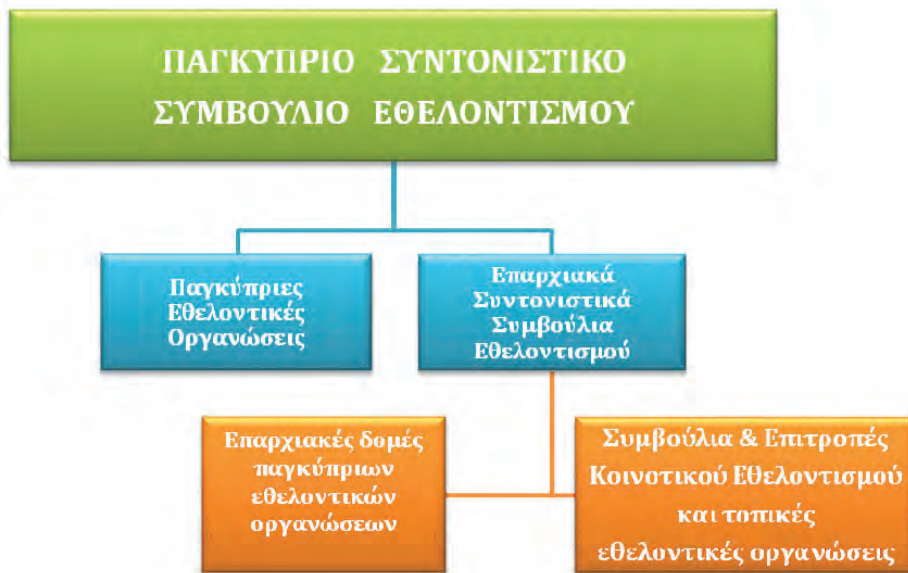 ΠΑΓΚΥΠΡΙΟ ΣΥΝΤΟΝΙΣΤΙΚΟ
ΣΥΜΒΟΥΛΙΟ ΕΘΕΛΟΝΤΙΣΜΟΥ
Παγκύπριες
Εθελοντικές
Οργανώσεις
Επαρχιακά
Συντονιστικά
Συμβούλια
Εθελοντισμού
Επαρχιακές δομές
παγκύπριων
εθελοντικών
οργανώσεων
Συμβούλια & Επιτροπές
Κοινοτικού Εθελοντισμού
και τοπικές
εθελοντικές οργανώσεις